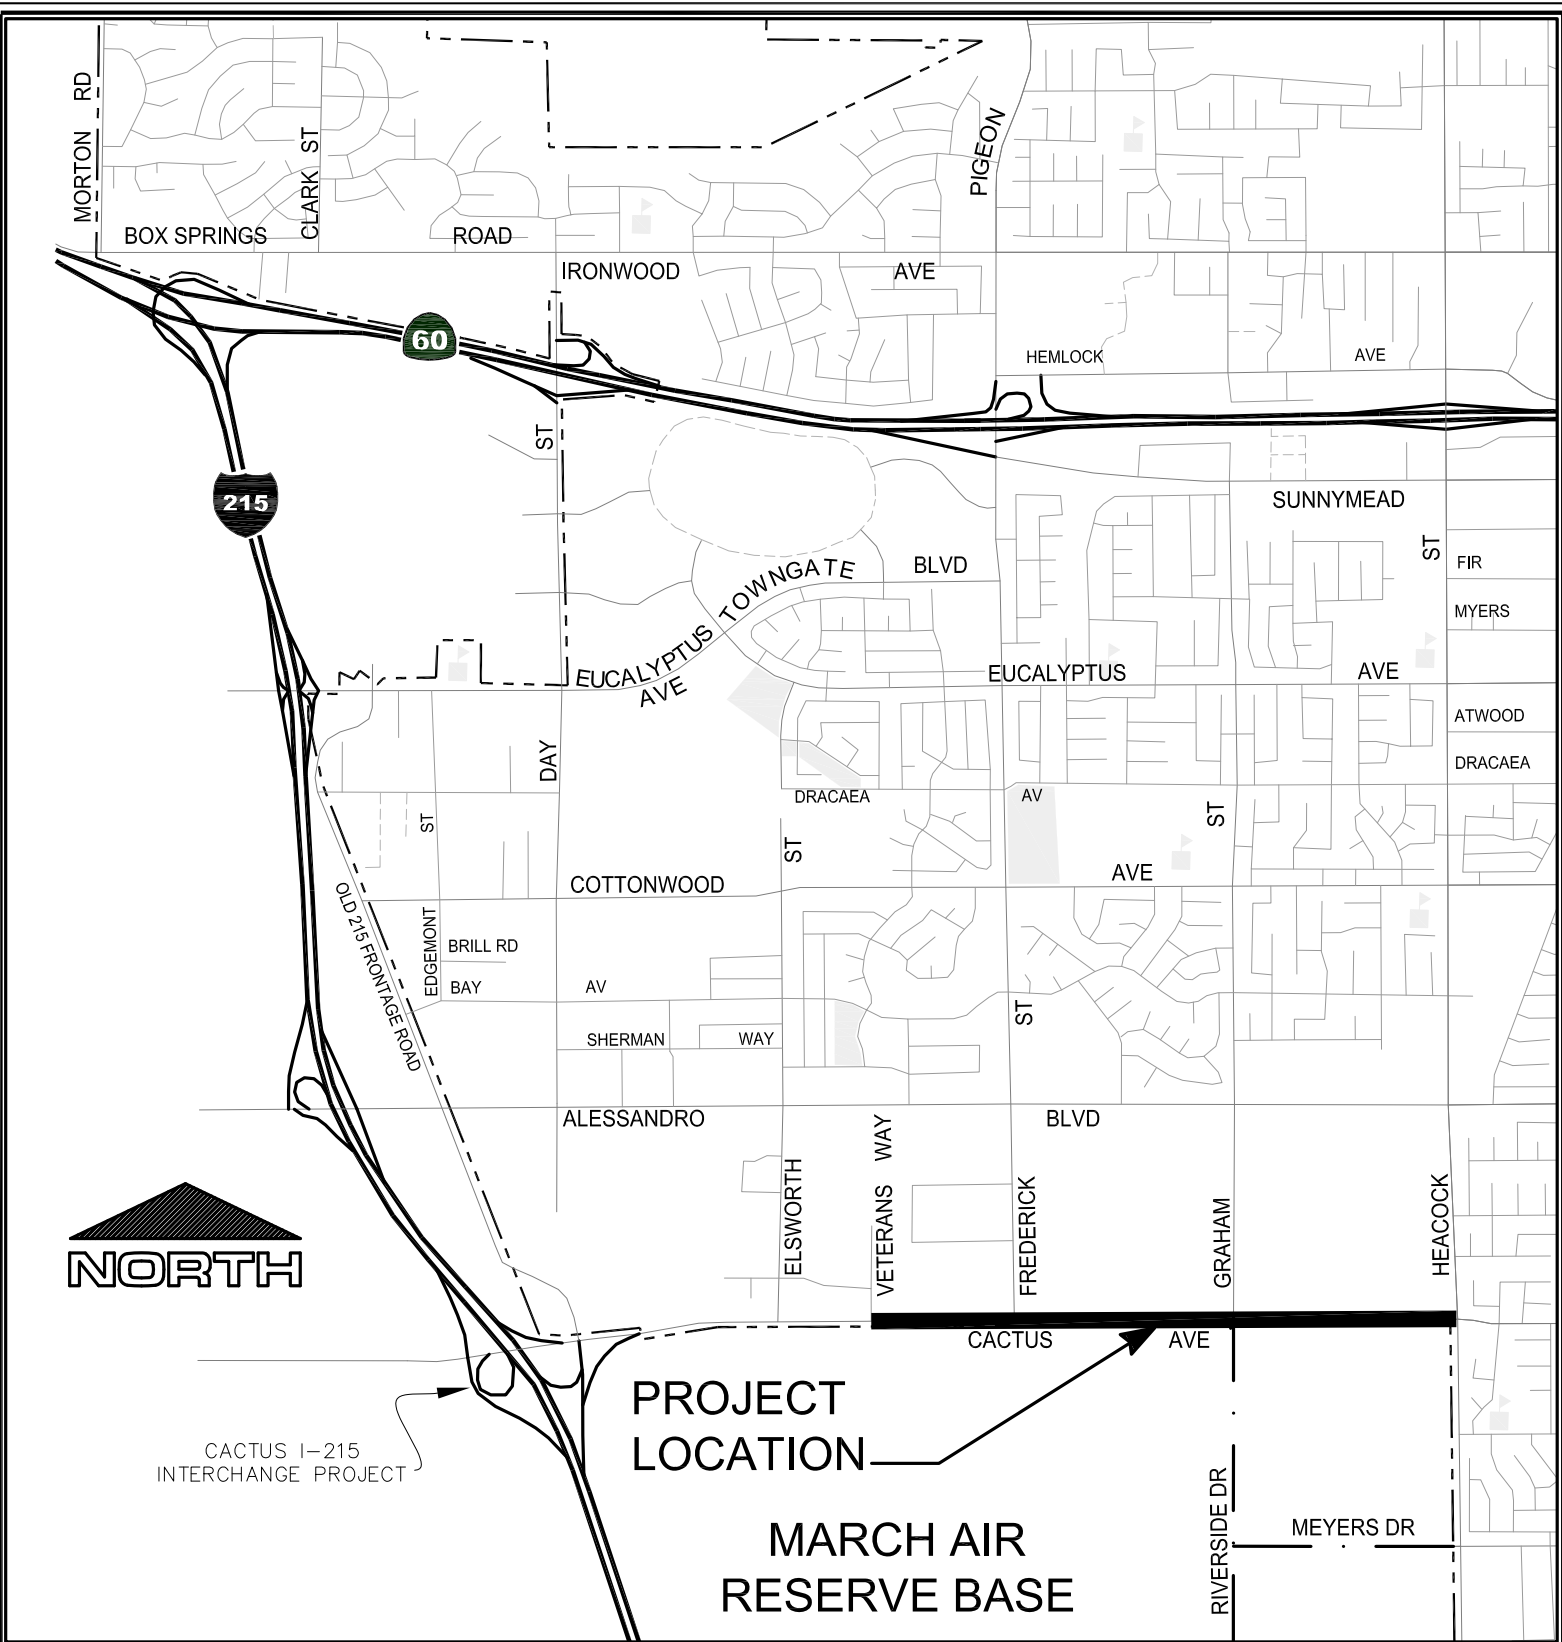 MORTON RD
CLARK ST
PIGEON
BOX SPRINGS ROAD
IRONWOOD AVE
60
HEMLOCK AVE
ST
215
SUNNYMEAD
ST
FIR
BLVD
TOWNGATE
MYERS
EUCALYPTUS
AVE
EUCALYPTUS AVE
ATWOOD
DAY
DRACAEA
DRACAEA AV
ST
ST
ST
COTTONWOOD AVE
OLD 215 FRONTAGE ROAD
EDGEMONT
BRILL RD
BAY AV
ST
SHERMAN WAY
ALESSANDRO BLVD
ELSWORTH
VETERANS WAY
FREDERICK
GRAHAM
HEACOCK
NORTH
CACTUS AVE
PROJECT
LOCATION
CACTUS I-215
INTERCHANGE PROJECT
RIVERSIDE DR
MEYERS DR
MARCH AIR
RESERVE BASE